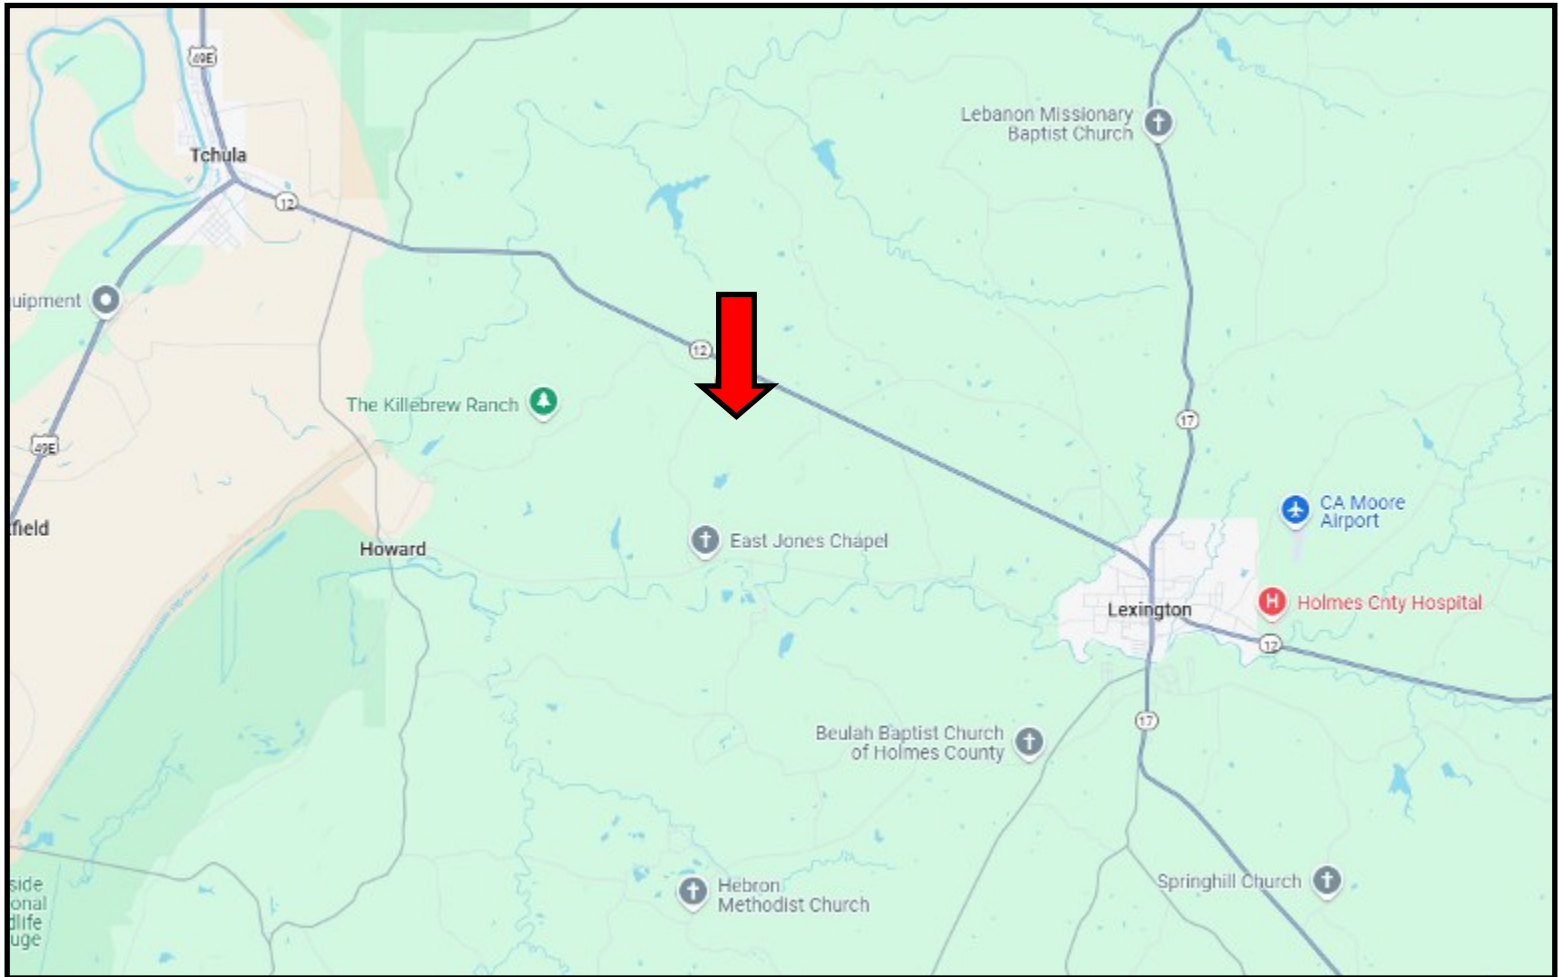 49E
Lebanon Missionary
Baptist Church
Tchula
12
uipment
12
The Killebrew Ranch
17
49E
CA Moore
Airport
tfield
East Jones Chapel
Howard
Lexington
Holmes Cnty Hospital
12
17
Beulah Baptist Church
of Holmes County
Springhill Church
side
onal
dlife
uge
Hebron
Methodist Church